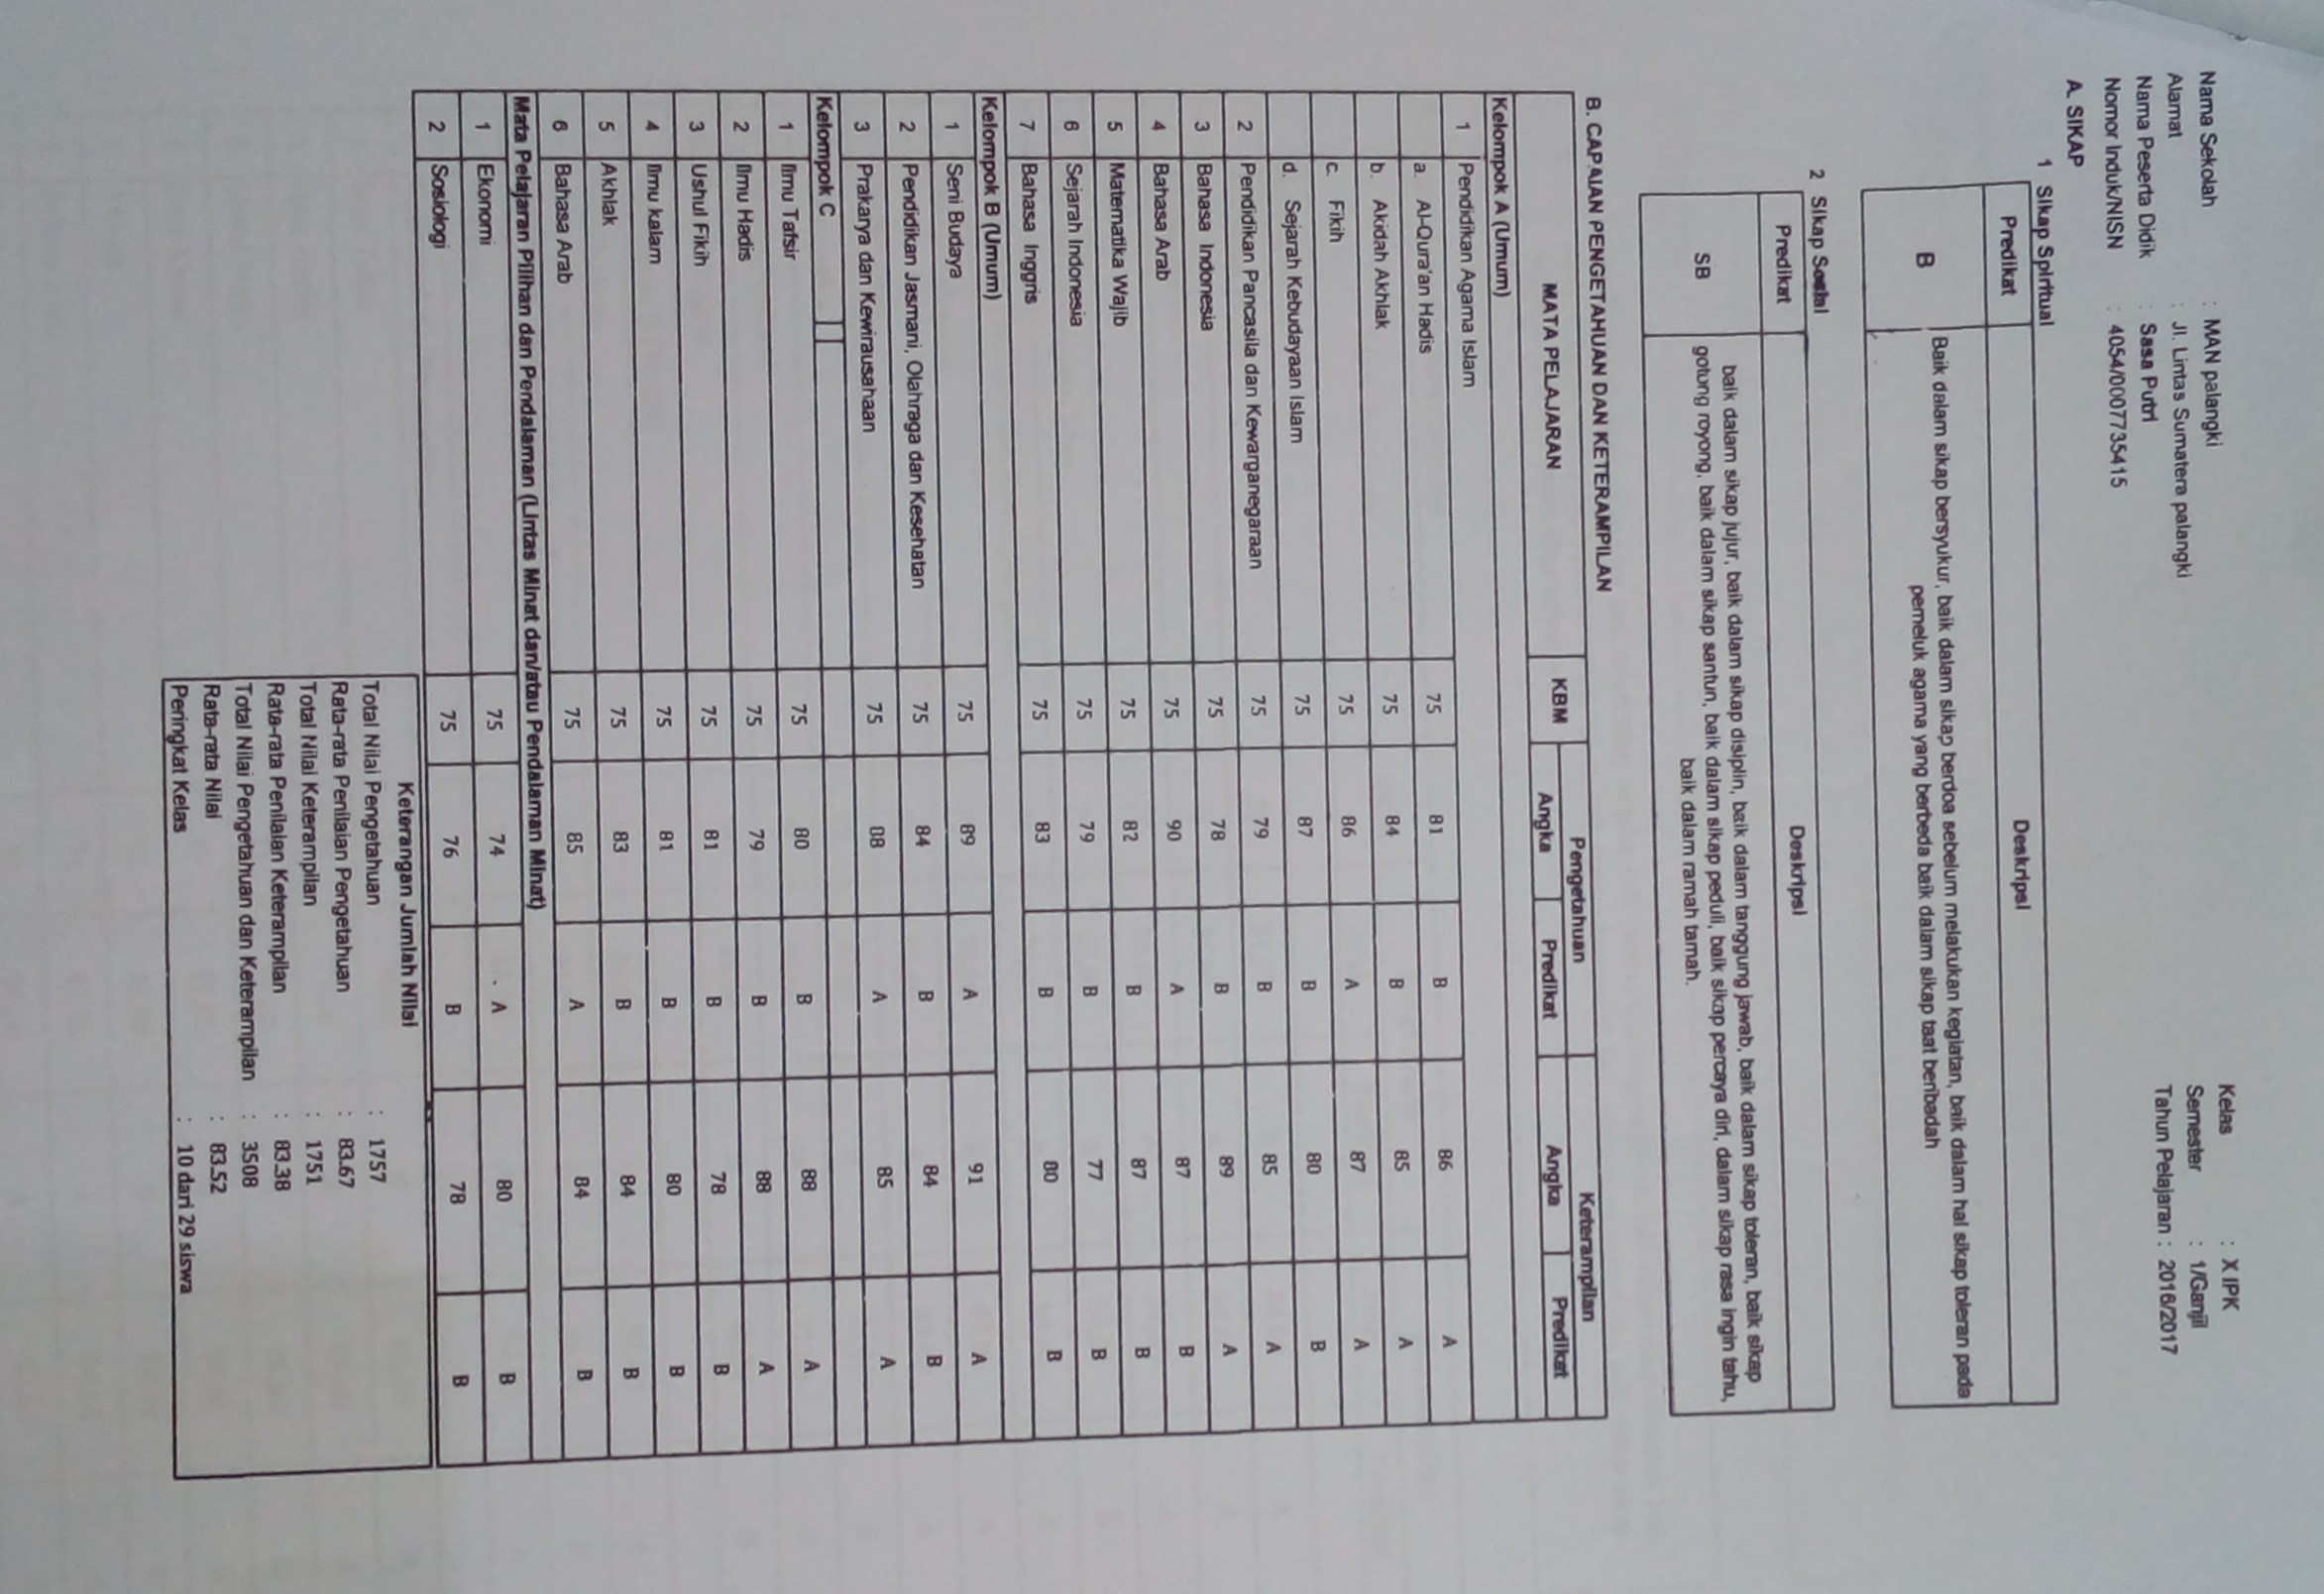 Nama Sekolah : MAN palangki Kelas : X IPK
Alamat : Jl. Lintas Sumatera palangki Semester : 1/Ganjil
Nama Peserta Didik : Sasa Putri Tahun Pelajaran : 2016/2017
Nomor Induk/NISN : 4054/0007735415
A. SIKAP
1 Sikap Spiritual
Predikat Deskripsi
B Baik dalam sikap bersyukur, baik dalam sikap berdoa sebelum melakukan kegiatan, baik dalam hal sikap toleran pada
pemeluk agama yang berbeda baik dalam sikap taat beribadah
2 Sikap Sosial
Predikat Deskripsi
SB baik dalam sikap jujur, baik dalam sikap disiplin, baik dalam tanggung jawab, baik dalam sikap toleran, baik sikap
gotung royong, baik dalam sikap santun, baik dalam sikap peduli, baik sikap percaya diri, dalam sikap rasa ingin tahu,
baik dalam ramah tamah.
B. CAPAIAN PENGETAHUAN DAN KETERAMPILAN
MATA PELAJARAN KBM Pengetahuan Keterampilan
Angka Predikat Angka Predikat
Kelompok A (Umum)
1 Pendidikan Agama Islam
a. Al-Qura'an Hadis 75 81 B 86 A
b. Akidah Akhlak 75 84 B 85 A
c. Fikih 75 86 A 87 A
d. Sejarah Kebudayaan Islam 75 87 B 80 B
2 Pendidikan Pancasila dan Kewarganegaraan 75 79 B 85 A
3 Bahasa Indonesia 75 78 B 89 A
4 Bahasa Arab 75 90 A 87 B
5 Matematika Wajib 75 82 B 87 B
6 Sejarah Indonesia 75 79 B 77 B
7 Bahasa Inggris 75 83 B 80 B
Kelompok B (Umum)
1 Seni Budaya 75 89 A 91 A
2 Pendidikan Jasmani, Olahraga dan Kesehatan 75 84 B 84 B
3 Prakarya dan Kewirausahaan 75 08 A 85 A
Kelompok C
1 Ilmu Tafsir 75 80 B 88 A
2 Ilmu Hadis 75 79 B 88 A
3 Ushul Fikih 75 81 B 78 B
4 Ilmu kalam 75 81 B 80 B
5 Akhlak 75 83 B 84 B
6 Bahasa Arab 75 85 A 84 B
Mata Pelajaran Pilihan dan Pendalaman (Lintas Minat dan/atau Pendalaman Minat)
1 Ekonomi 75 74 A 80 B
2 Sosiologi 75 76 B 78 B
Keterangan Jumlah Nilai
Total Nilai Pengetahuan : 1757
Rata-rata Penilaian Pengetahuan : 83.67
Total Nilai Keterampilan : 1751
Rata-rata Penilaian Keterampilan : 83.38
Total Nilai Pengetahuan dan Keterampilan : 3508
Rata-rata Nilai : 83.52
Peringkat Kelas : 10 dari 29 siswa